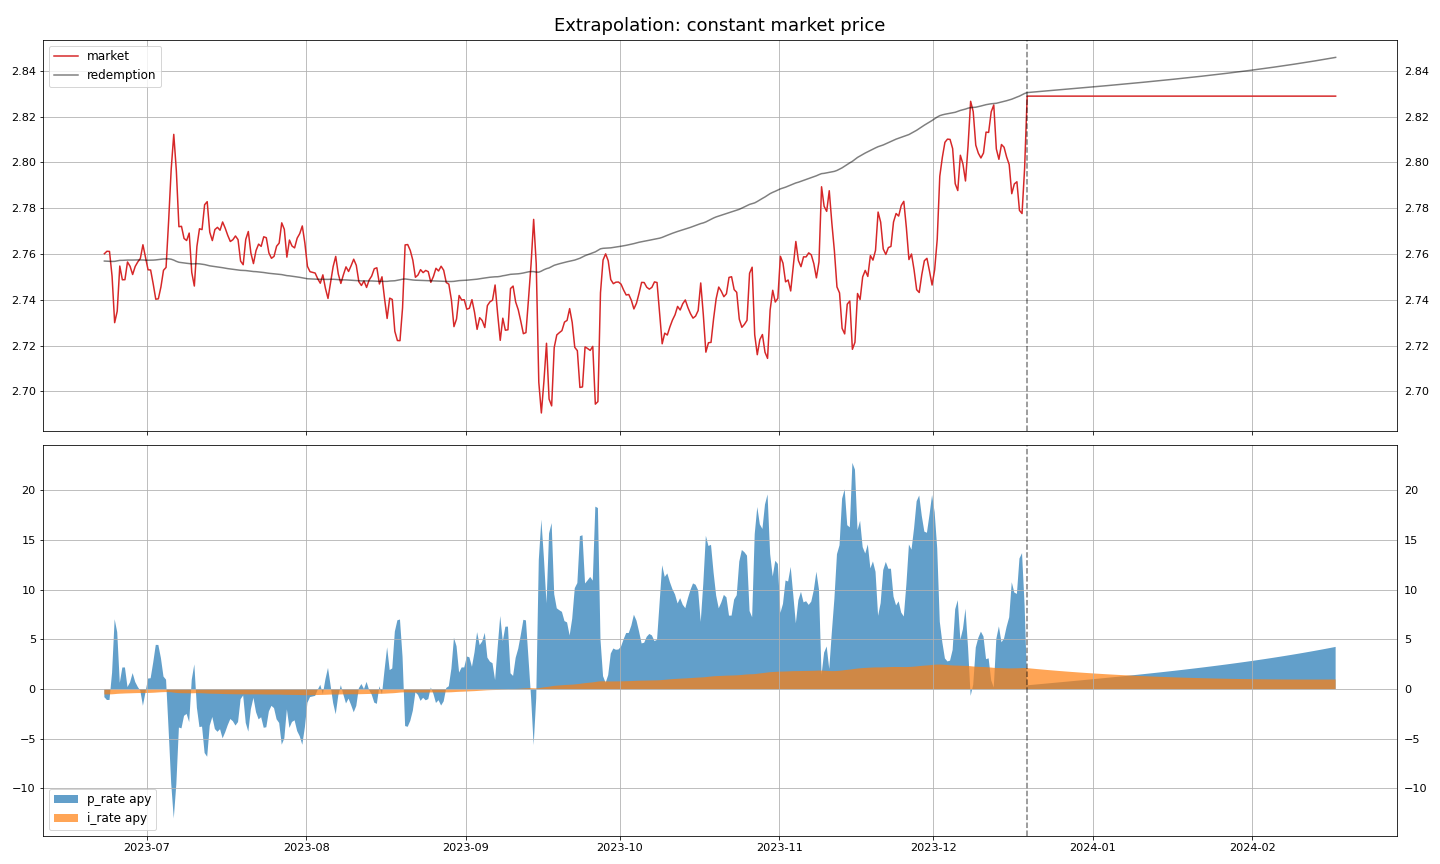 Extrapolation: constant market price
market
redemption
2.84 2.84
2.82 2.82
2.80 2.80
2.78 2.78
2.76 2.76
2.74 2.74
2.72 2.72
2.70 2.70
20 20
15 15
10 10
5 5
0 0
−5 −5
−10 −10
p_rate apy
i_rate apy
2023-07 2023-08 2023-09 2023-10 2023-11 2023-12 2024-01 2024-02